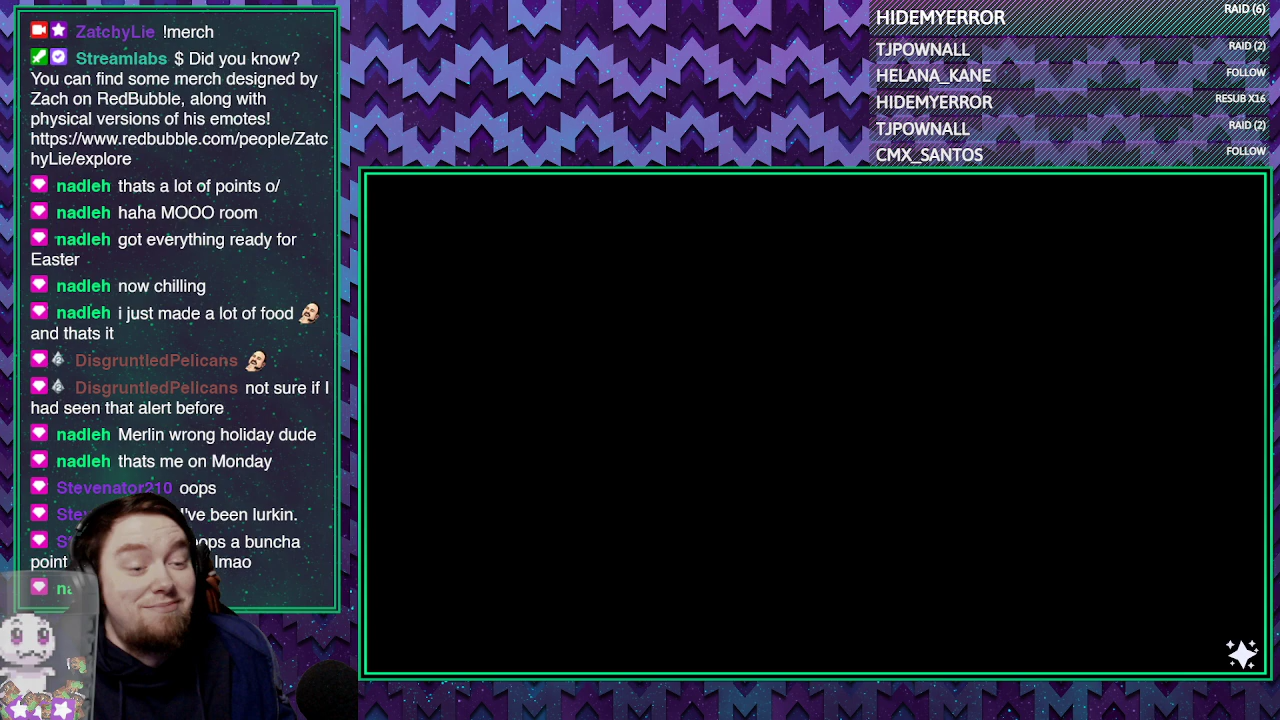 ZatchyLie !merch
Streamlabs $ Did you know?
You can find some merch designed by
Zach on RedBubble, along with
physical versions of his emotes!
https://www.redbubble.com/people/Zatc
hyLie/explore
nadleh thats a lot of points o/
nadleh haha MOOO room
nadleh got everything ready for
Easter
nadleh now chilling
nadleh i just made a lot of food
and thats it
DisgruntledPelicans
DisgruntledPelicans not sure if I
had seen that alert before
nadleh Merlin wrong holiday dude
nadleh thats me on Monday
Stevenator210 oops
I've been lurkin.
a buncha
point lmao
HIDEMYERROR RAID (6)
TJPOWNALL RAID (2)
HELANA_KANE FOLLOW
HIDEMYERROR RESUB X16
TJPOWNALL RAID (2)
CMX_SANTOS FOLLOW